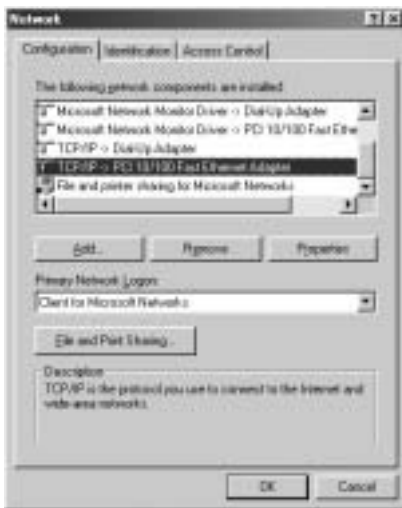 Network
Configuration Identification Access Control
The following network components are installed:
Microsoft Network Monitor Driver -> Dial-Up Adapter
Microsoft Network Monitor Driver -> PCI 10/100 Fast Ethe
TCP/IP -> Dial-Up Adapter
TCP/IP -> PCI 10/100 Fast Ethernet Adapter
File and printer sharing for Microsoft Networks
Add... Remove Properties
Primary Network Logon:
Client for Microsoft Networks
File and Print Sharing...
Description
TCP/IP is the protocol you use to connect to the Internet and
wide-area networks.
OK Cancel